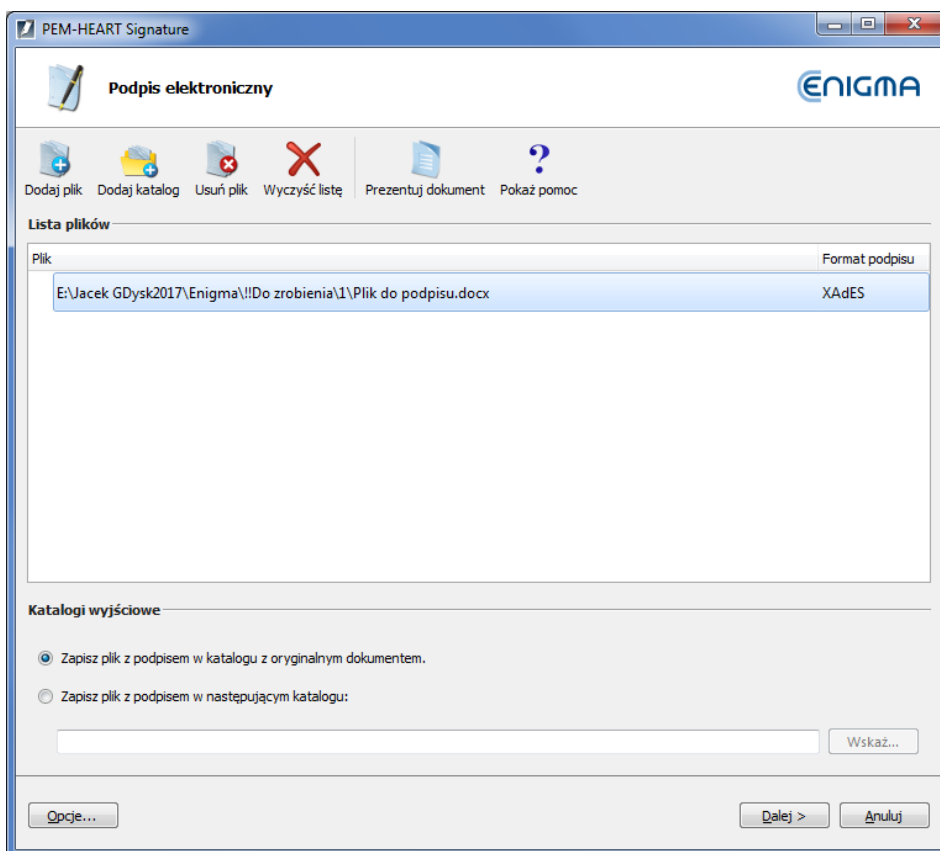 PEM-HEART Signature
Podpis elektroniczny
ENIGMA
Dodaj plik Dodaj katalog Usuń plik Wyczyść listę Prezentuj dokument Pokaż pomoc
Lista plików
Plik Format podpisu
E:\Jacek GDysk2017\Enigma\!!Do zrobienia\1\Plik do podpisu.docx XAdES
Katalogi wyjściowe
Zapisz plik z podpisem w katalogu z oryginalnym dokumentem.
Zapisz plik z podpisem w następującym katalogu:
Wskaż...
Opcje... Dalej > Anuluj